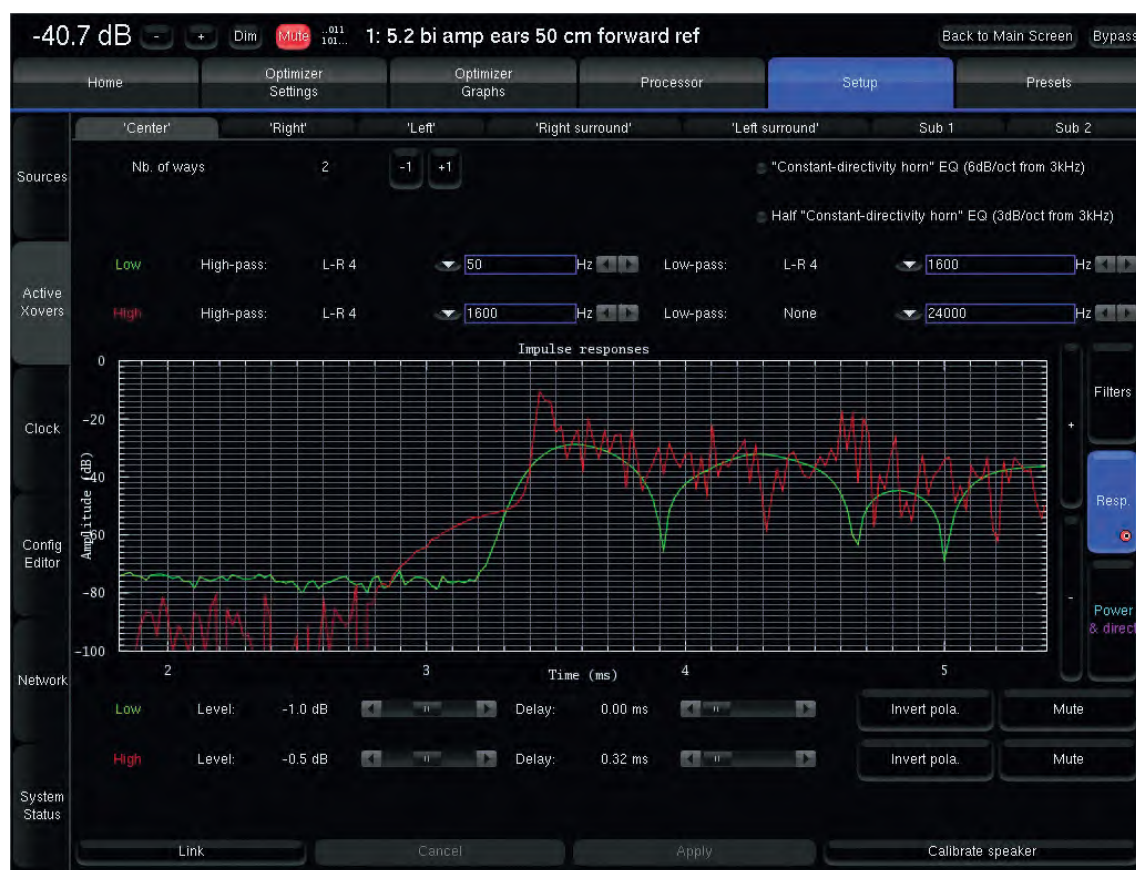 -40.7 dB - + Dim Mute ..011 101... 1: 5.2 bi amp ears 50 cm forward ref Back to Main Screen Bypass
Home Optimizer Settings Optimizer Graphs Processor Setup Presets
'Center' 'Right' 'Left' 'Right surround' 'Left surround' Sub 1 Sub 2
Sources
Nb. of ways 2 -1 +1
"Constant-directivity horn" EQ (6dB/oct from 3kHz)
Half "Constant-directivity horn" EQ (3dB/oct from 3kHz)
Active Xovers
Low High-pass: L-R 4 50 Hz Low-pass: L-R 4 1600 Hz
High High-pass: L-R 4 1600 Hz Low-pass: None 24000 Hz
Impulse responses
0
-20
-40
-60
-80
-100
Amplitude (dB)
2 3 4 5
Time (ms)
+
-
Filters
Resp.
Power
& direct
Clock
Config Editor
Network
System Status
Low Level: -1.0 dB Delay: 0.00 ms Invert pola. Mute
High Level: -0.5 dB Delay: 0.32 ms Invert pola. Mute
Link Cancel Apply Calibrate speaker